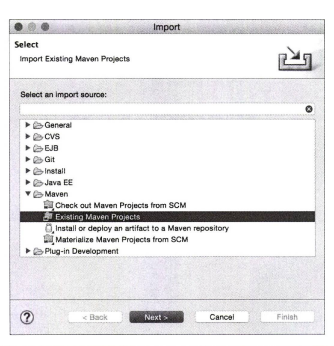 Import
Select
Import Existing Maven Projects
Select an import source:
General
CVS
EJB
Git
Install
Java EE
Maven
Check out Maven Projects from SCM
Existing Maven Projects
Install or deploy an artifact to a Maven repository
Materialize Maven Projects from SCM
Plug-in Development
?
< Back
Next >
Cancel
Finish